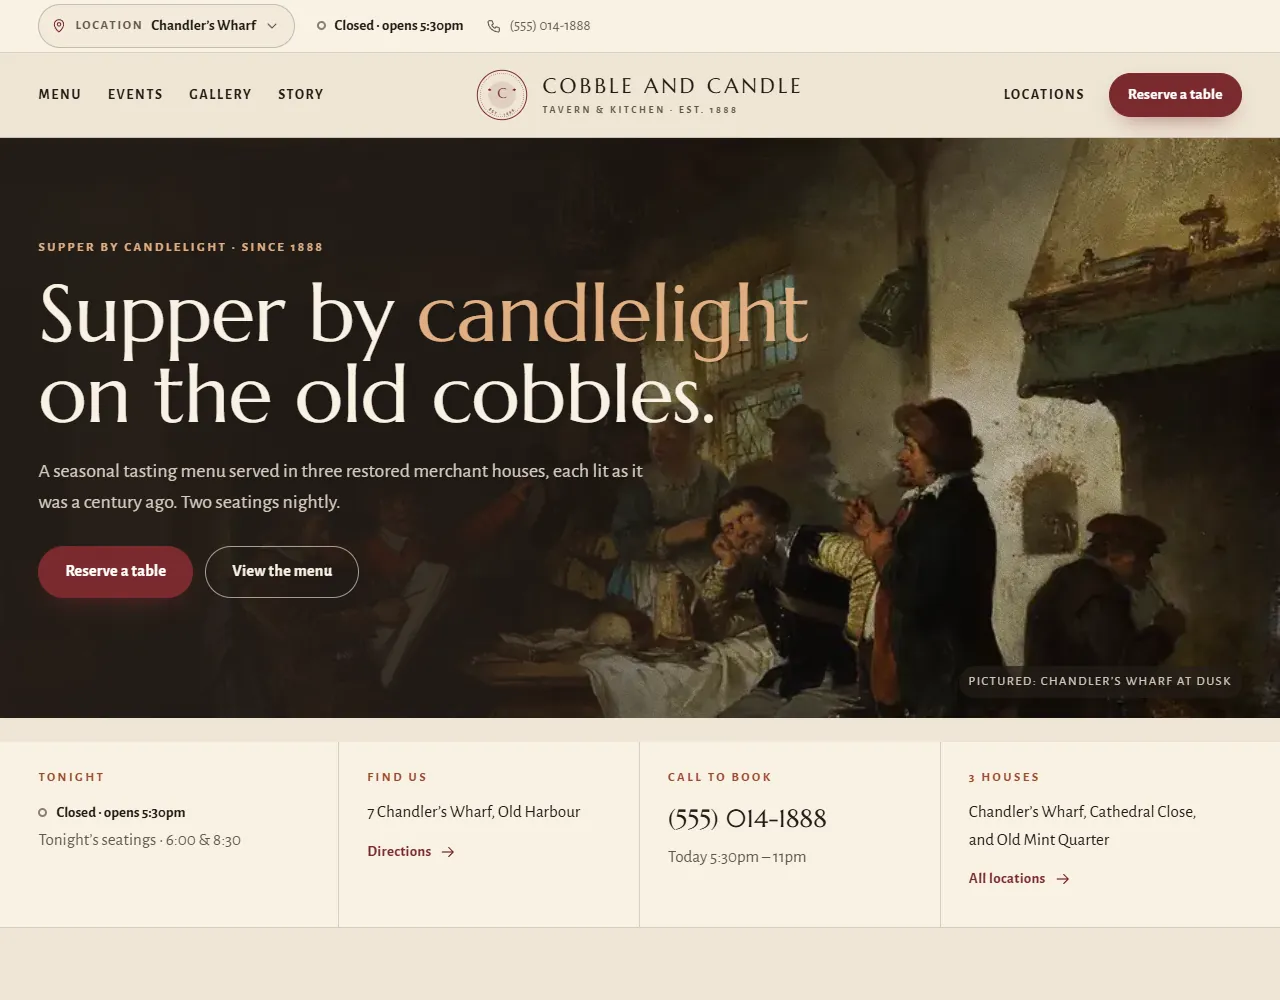 LOCATION Chandler's Wharf
Closed · opens 5:30pm
(555) 014-1888
MENU EVENTS GALLERY STORY
C
COBBLE AND CANDLE
TAVERN & KITCHEN · EST. 1888
LOCATIONS
Reserve a table
SUPPER BY CANDLELIGHT · SINCE 1888
Supper by candlelight
on the old cobbles.
A seasonal tasting menu served in three restored merchant houses, each lit as it
was a century ago. Two seatings nightly.
Reserve a table
View the menu
PICTURED: CHANDLER'S WHARF AT DUSK
TONIGHT
Closed · opens 5:30pm
Tonight's seatings · 6:00 & 8:30
FIND US
7 Chandler's Wharf, Old Harbour
Directions
CALL TO BOOK
(555) 014-1888
Today 5:30pm – 11pm
3 HOUSES
Chandler's Wharf, Cathedral Close,
and Old Mint Quarter
All locations